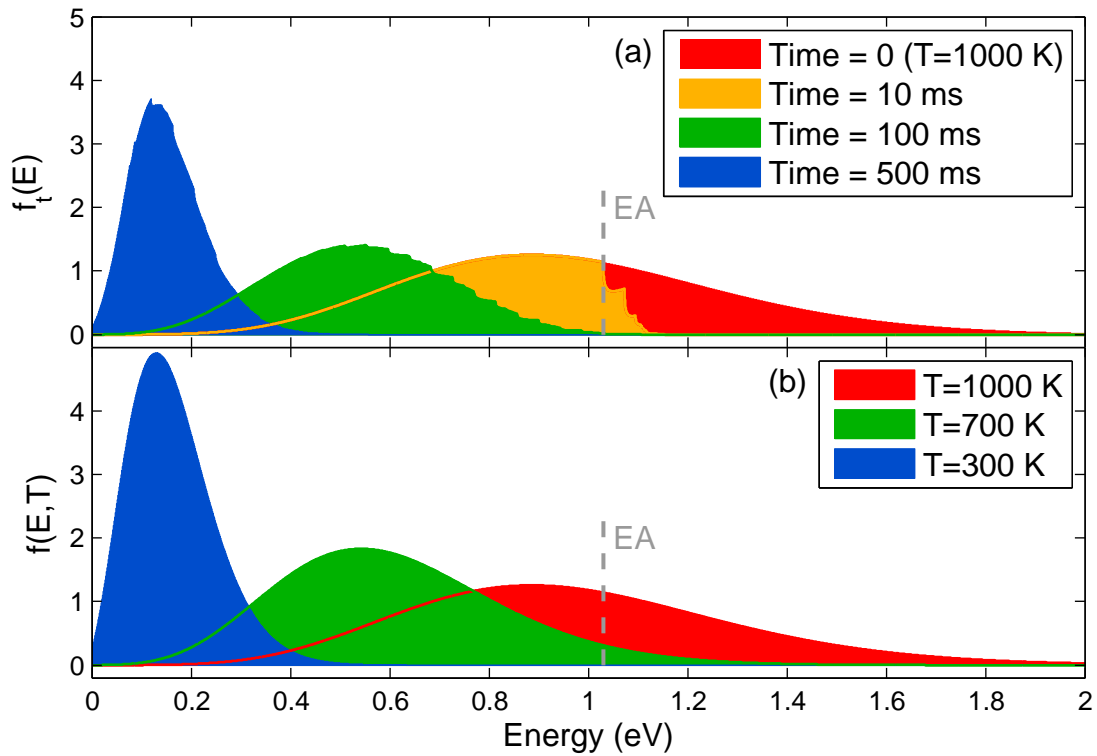 5
4
3
2
1
0
f_t(E)
(a)
Time = 0 (T=1000 K)
Time = 10 ms
Time = 100 ms
Time = 500 ms
EA
4
3
2
1
0
f(E,T)
(b)
T=1000 K
T=700 K
T=300 K
EA
0 0.2 0.4 0.6 0.8 1 1.2 1.4 1.6 1.8 2
Energy (eV)